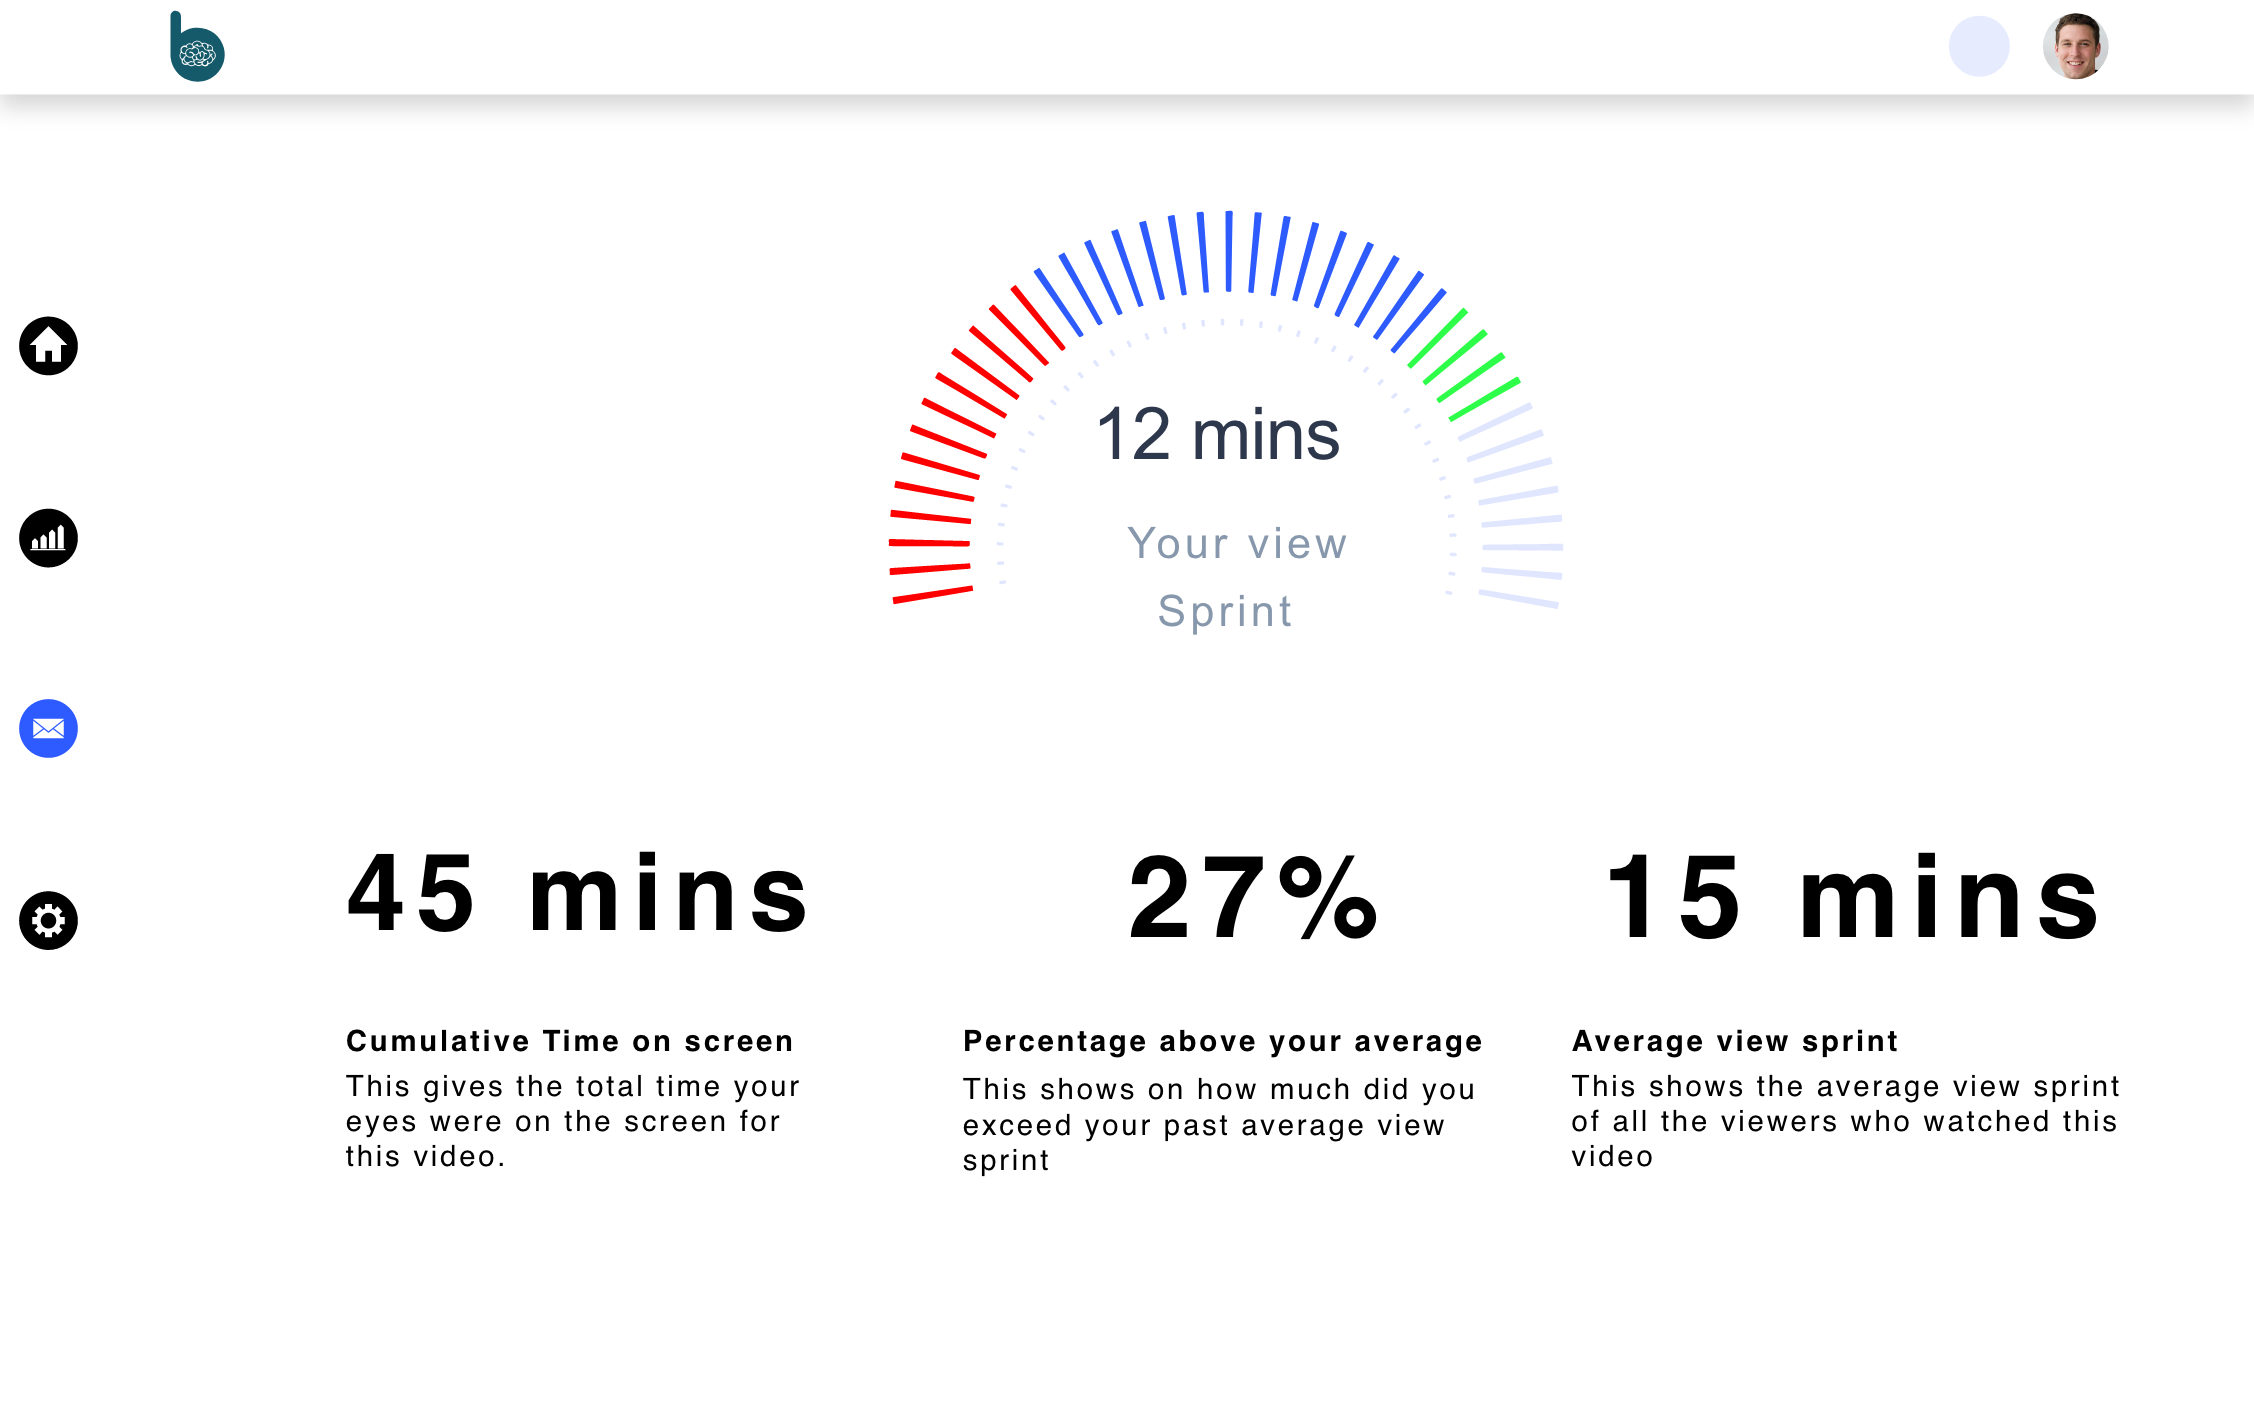 12 mins
Your view
Sprint
45 mins
27%
15 mins
Cumulative Time on screen
This gives the total time your
eyes were on the screen for
this video.
Percentage above your average
This shows on how much did you
exceed your past average view
sprint
Average view sprint
This shows the average view sprint
of all the viewers who watched this
video